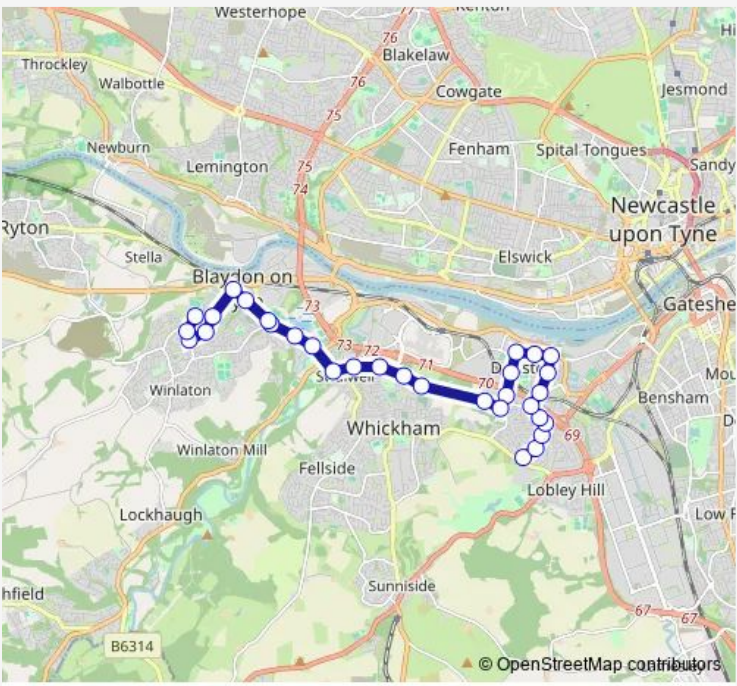 Westerhope
76
Blakelaw
Throckley
Walbottle
76
Cowgate
Jesmond
75
Newburn
Fenham
Spital Tongues
Lemington
75
Sandy
74
Newcastle
upon Tyne
Ryton
Stella
Elswick
Blaydon on
73
Gateshe
73
72
71
70
Winlaton
Bensham
Whickham
69
Winlaton Mill
Fellside
Lobley Hill
Lockhaugh
Low F
Sunniside
hfield
67
67
B6314
© OpenStreetMap contributors